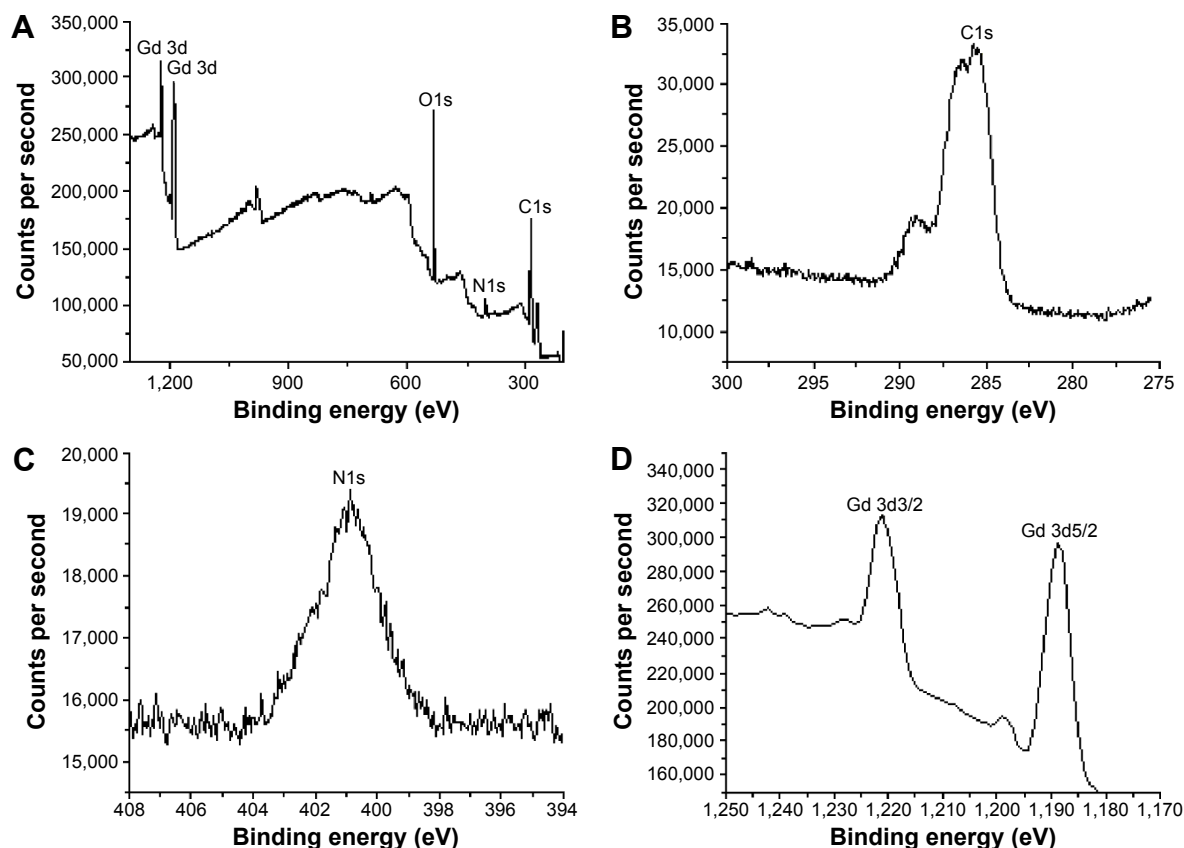 A
Counts per second
350,000
300,000
250,000
200,000
150,000
100,000
50,000
Gd 3d
Gd 3d
O1s
N1s
C1s
1,200 900 600 300
Binding energy (eV)
B
Counts per second
35,000
30,000
25,000
20,000
15,000
10,000
C1s
300 295 290 285 280 275
Binding energy (eV)
C
Counts per second
20,000
19,000
18,000
17,000
16,000
15,000
N1s
408 406 404 402 400 398 396 394
Binding energy (eV)
D
Counts per second
340,000
320,000
300,000
260,000
240,000
220,000
200,000
180,000
160,000
Gd 3d3/2
Gd 3d5/2
1,250 1,240 1,230 1,220 1,210 1,200 1,190 1,180 1,170
Binding energy (eV)